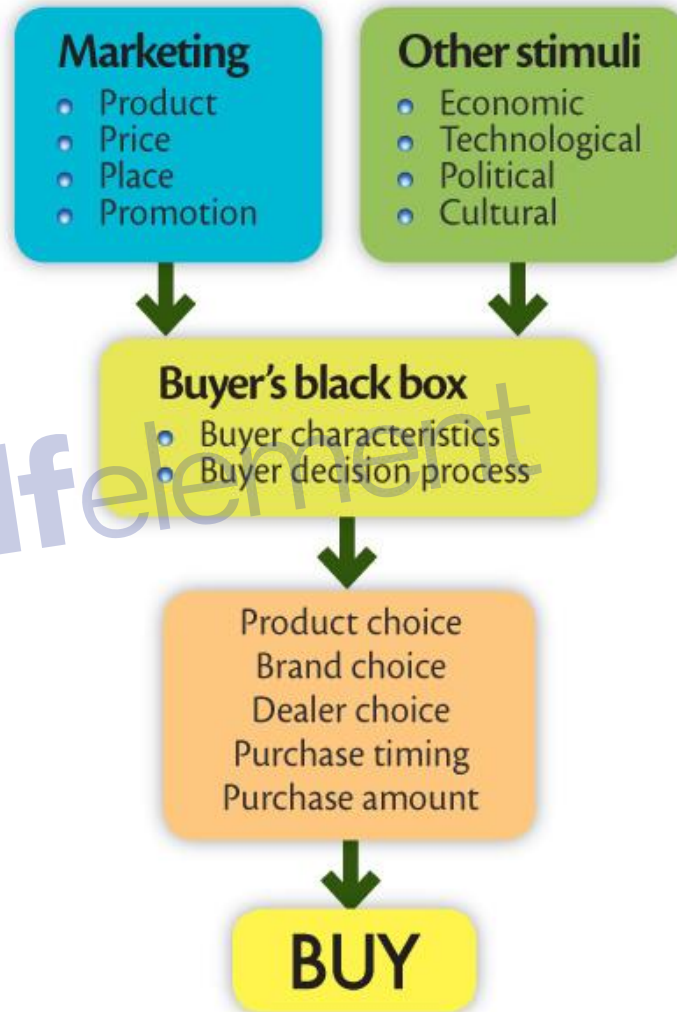 Marketing
Product
Price
Place
Promotion
Other stimuli
Economic
Technological
Political
Cultural
Buyer's black box
Buyer characteristics
Buyer decision process
Product choice
Brand choice
Dealer choice
Purchase timing
Purchase amount
BUY